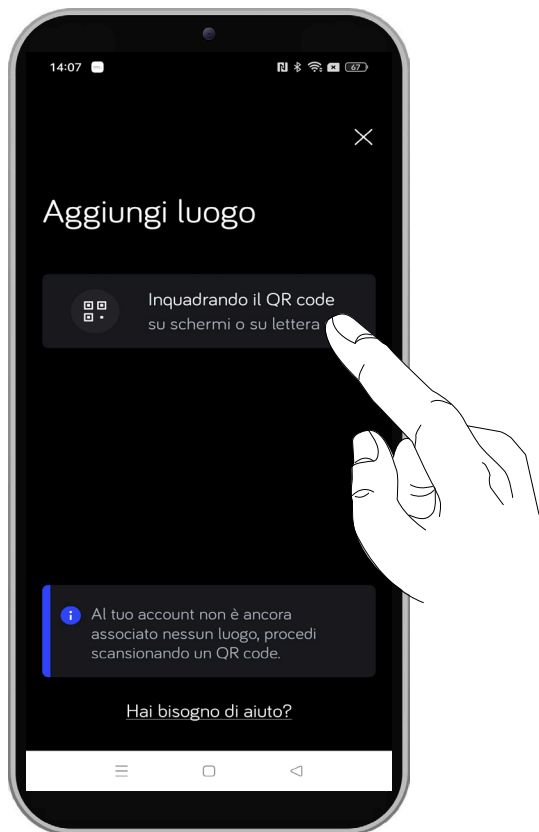 14:07
67
Aggiungi luogo
Inquadrando il QR code
su schermi o su lettera
Al tuo account non è ancora
associato nessun luogo, procedi
scansionando un QR code.
Hai bisogno di aiuto?